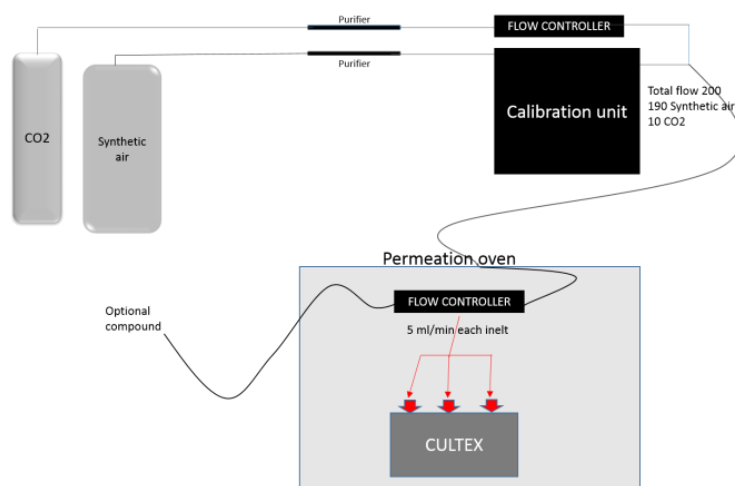 Purifier
FLOW CONTROLLER
Purifier
CO2
Synthetic
air
Calibration unit
Total flow 200
190 Synthetic air
10 CO2
Permeation oven
FLOW CONTROLLER
Optional
compound
5 ml/min each inelt
CULTEX